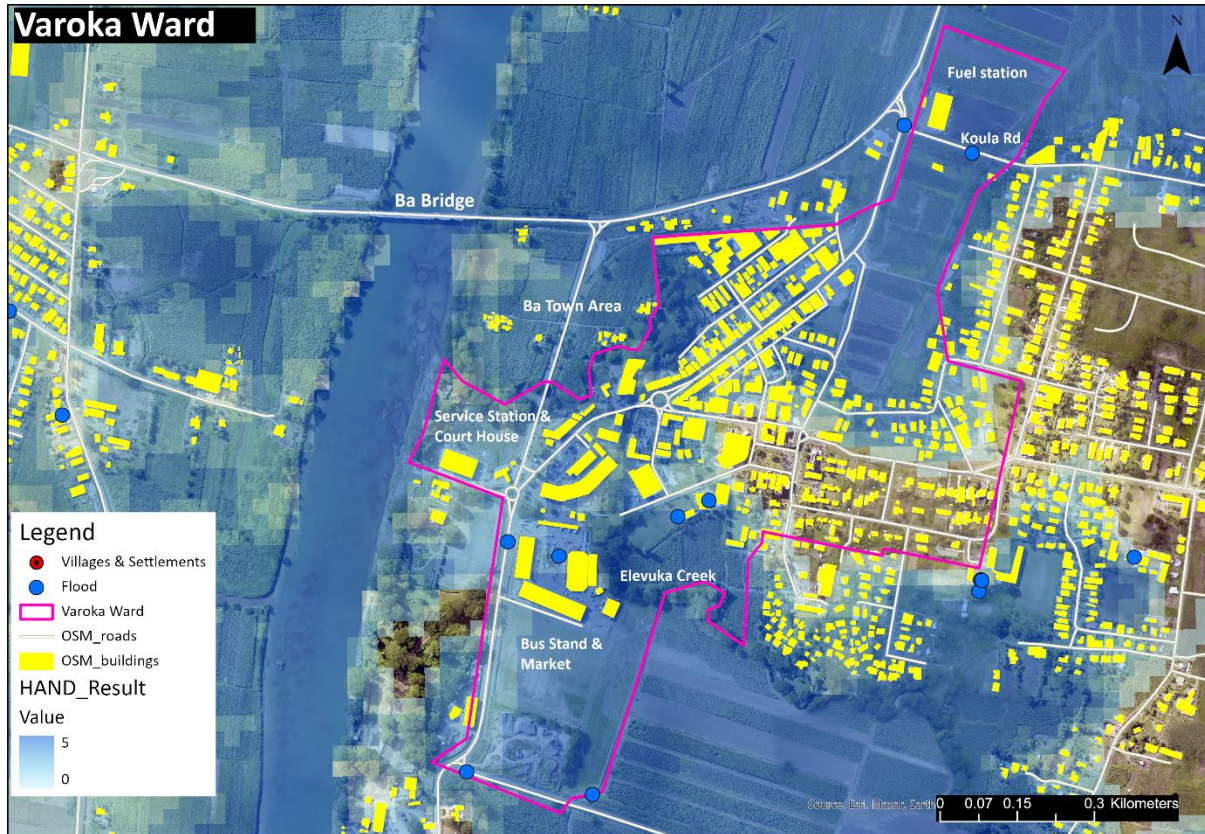 Varoka Ward
N
Fuel station
Koula Rd
Ba Bridge
Ba Town Area
Service Station &
Court House
Elevuka Creek
Bus Stand &
Market
Legend
Villages & Settlements
Flood
Varoka Ward
OSM_roads
OSM_buildings
HAND_Result
Value
5
0
Source: Esri, Maxar, Earth
0 0.07 0.15 0.3 Kilometers